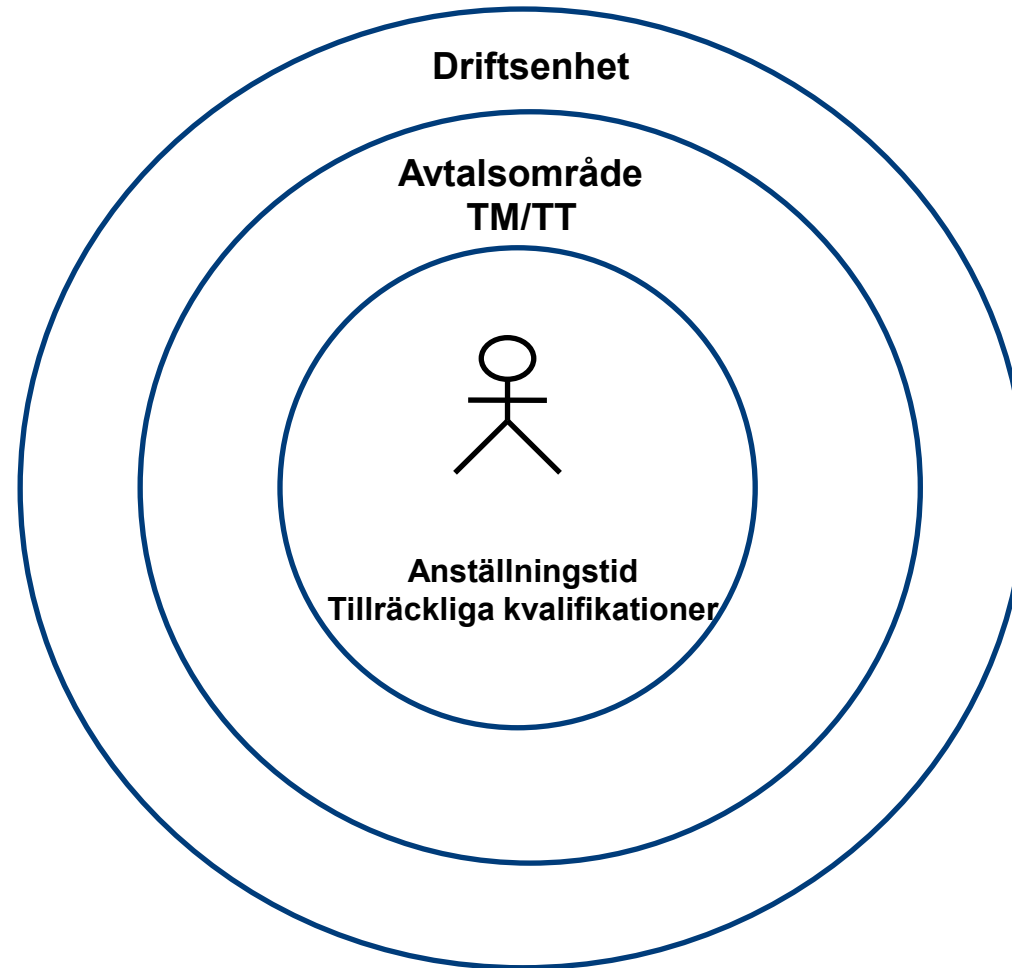 Driftsenhet
Avtalsområde
TM/TT
Anställningstid
Tillräckliga kvalifikationer